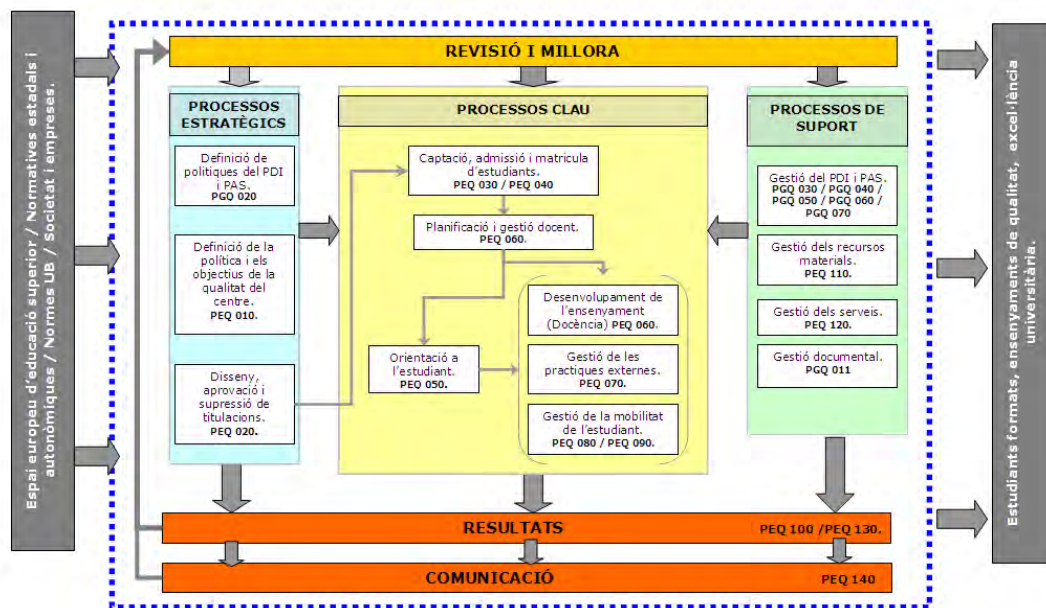 Espai europeu d'educació superior / Normatives estadals i
autonòmiques / Normes UB / Societat i empreses.
REVISIÓ I MILLORA
PROCESSOS
ESTRATÈGICS
Definició de
politiques del PDI
i PAS.
PGQ 020
Definició de la
política i els
objectius de la
qualitat del
centre.
PEQ 010.
Disseny,
aprovació i
supressió de
titulacions.
PEQ 020.
PROCESSOS CLAU
Captació, admissió i matricula
d'estudiants.
PEQ 030 / PEQ 040
Planificació i gestió docent.
PEQ 060.
Orientació a
l'estudiant.
PEQ 050.
Desenvolupament de
l'ensenyament
(Docència) PEQ 060.
Gestió de les
practiques externes.
PEQ 070.
Gestió de la mobilitat
de l'estudiant.
PEQ 080 / PEQ 090.
PROCESSOS DE
SUPORT
Gestió del PDI i PAS.
PGQ 030 / PGQ 040 /
PGQ 050 / PGQ 060 /
PGQ 070
Gestió dels recursos
materials.
PEQ 110.
Gestió dels serveis.
PEQ 120.
Gestió documental.
PGQ 011
RESULTATS
PEQ 100 /PEQ 130.
COMUNICACIÓ
PEQ 140
Estudiants formats, ensenyaments de qualitat, excel·lència
universitària.